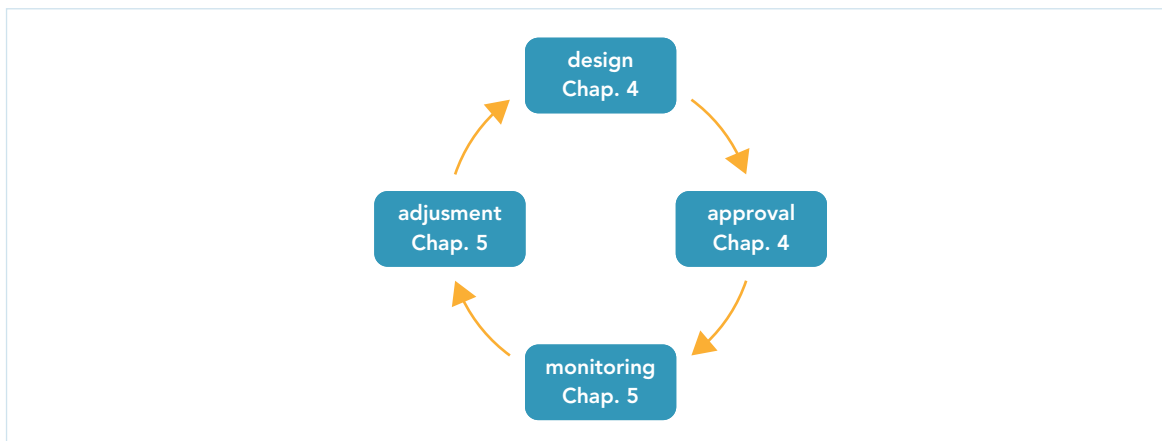 design
Chap. 4
adjusment
Chap. 5
approval
Chap. 4
monitoring
Chap. 5